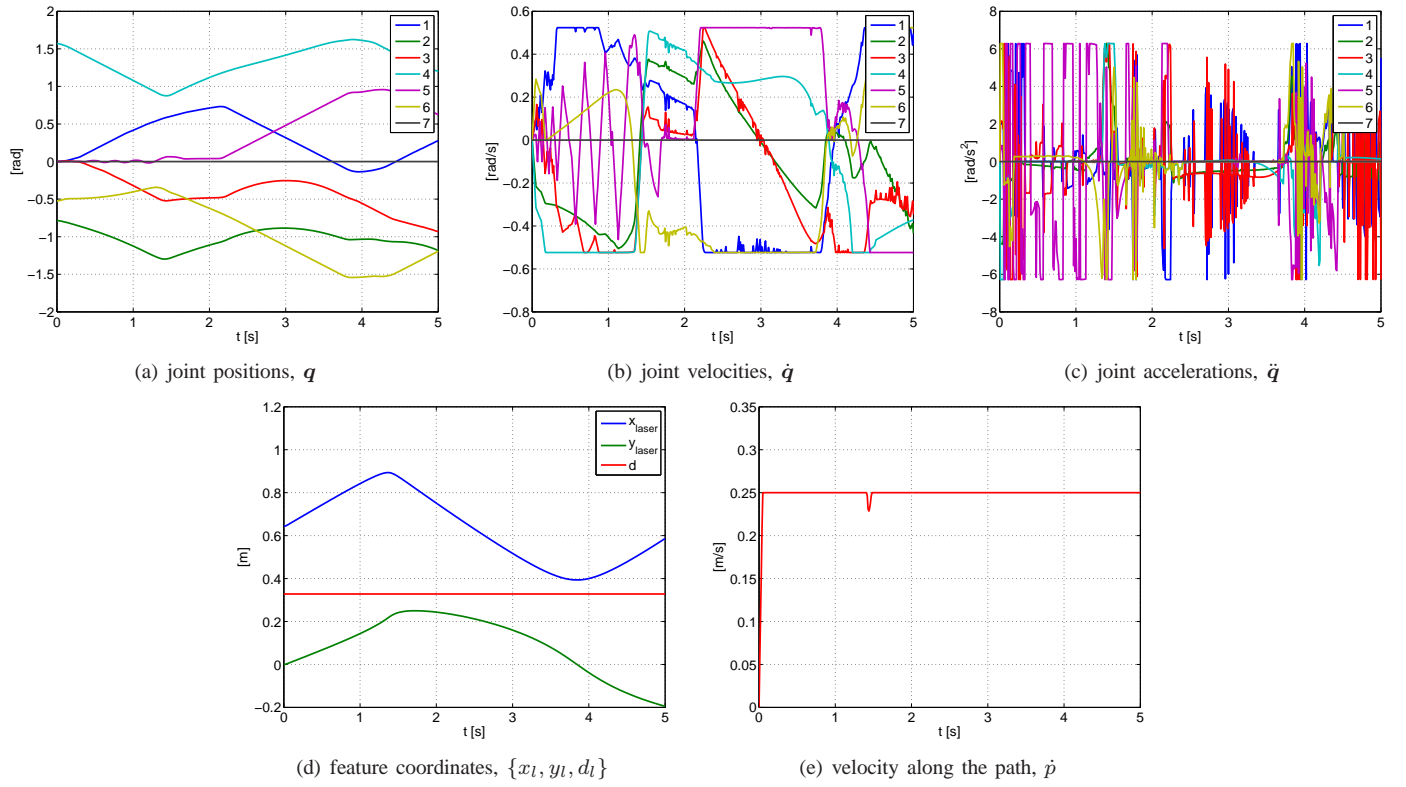 2
1.5
1
0.5
0
−0.5
−1
−1.5
−2
[rad]
0 1 2 3 4 5
t [s]
1
2
3
4
5
6
7
(a) joint positions, q
0.6
0.4
0.2
0
−0.2
−0.4
−0.6
−0.8
[rad/s]
0 1 2 3 4 5
t [s]
1
2
3
4
5
6
7
(b) joint velocities, q̇
8
6
4
2
0
−2
−4
−6
−8
[rad/s²]
0 1 2 3 4 5
t [s]
1
2
3
4
5
6
7
(c) joint accelerations, q̈
1.2
1
0.8
0.6
0.4
0.2
0
−0.2
[m]
0 1 2 3 4 5
t [s]
x_laser
y_laser
d
(d) feature coordinates, {x_l, y_l, d_l}
0.35
0.3
0.25
0.2
0.15
0.1
0.05
0
[m/s]
0 1 2 3 4 5
t [s]
(e) velocity along the path, ṗ